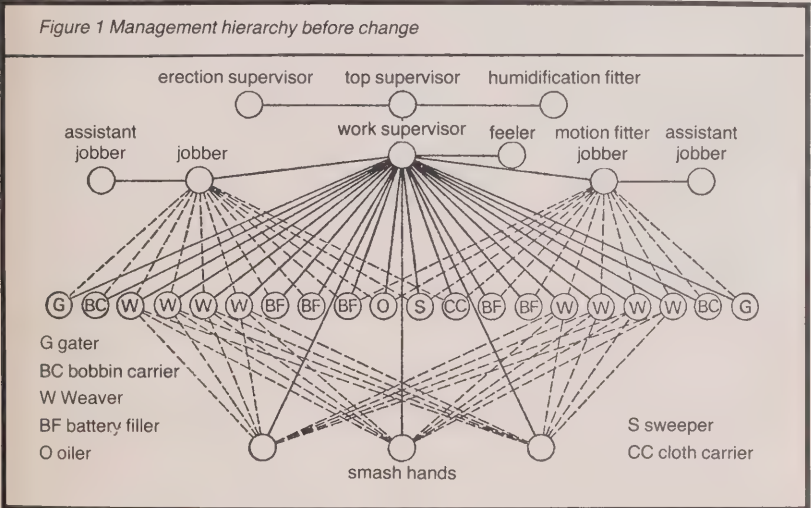 Figure 1 Management hierarchy before change
erection supervisor top supervisor humidification fitter
assistant jobber jobber work supervisor feeler motion fitter jobber assistant jobber
G BC W W W W BF BF BF O S CC BF BF W W W W BC G
G gater
BC bobbin carrier
W Weaver
BF battery filler
O oiler
S sweeper
CC cloth carrier
smash hands